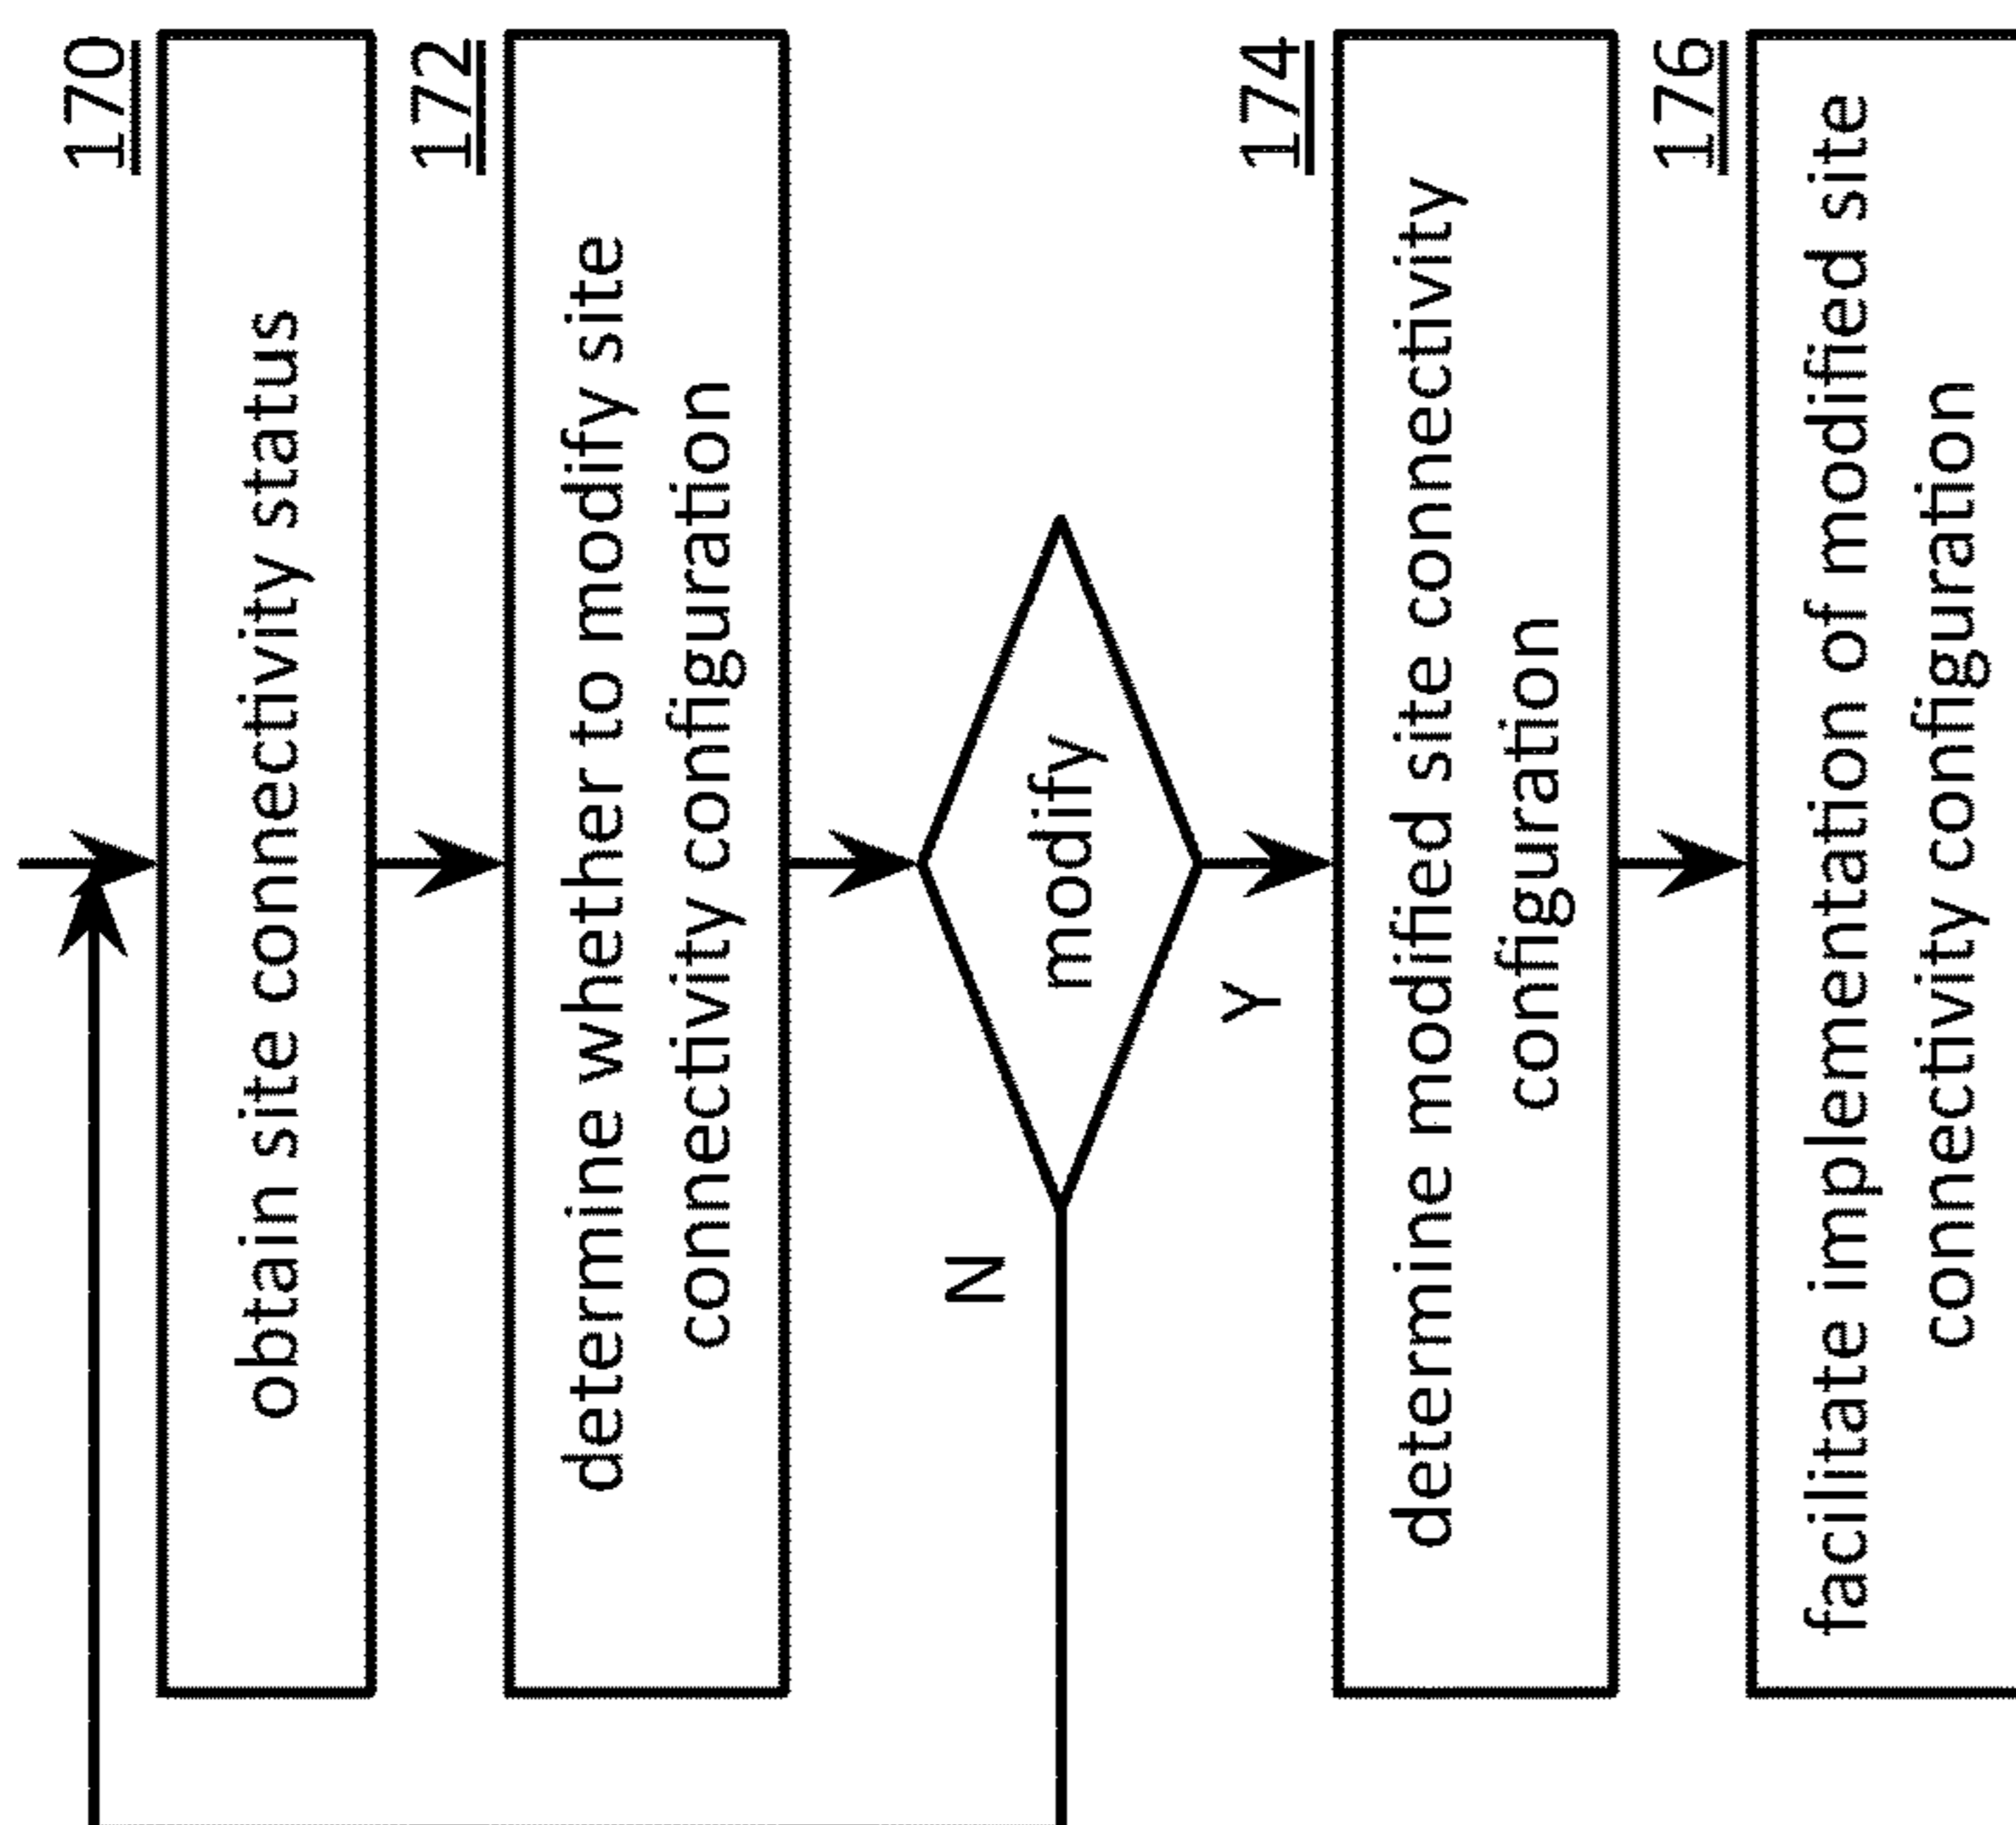 170
obtain site connectivity status
172
determine whether to modify site
connectivity configuration
modify
N
Y
174
determine modified site connectivity
configuration
176
facilitate implementation of modified site
connectivity configuration